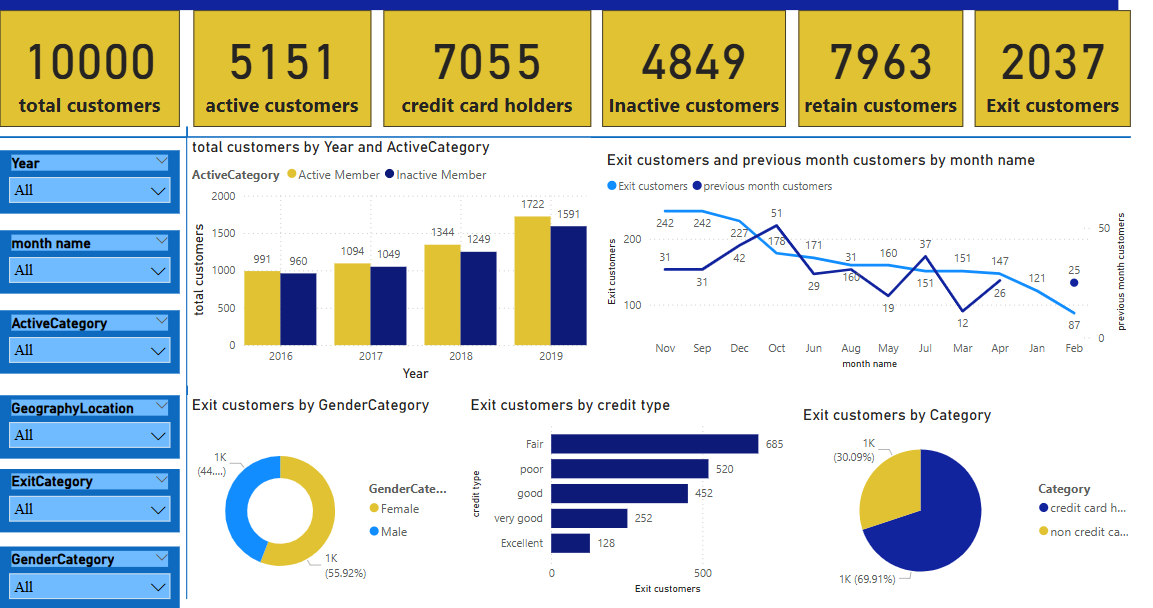 10000
total customers
5151
active customers
7055
credit card holders
4849
Inactive customers
7963
retain customers
2037
Exit customers
Year
All
month name
All
ActiveCategory
All
GeographyLocation
All
ExitCategory
All
GenderCategory
All
total customers by Year and ActiveCategory
ActiveCategory Active Member Inactive Member
total customers
2000
1000
500
0
991
960
1094
1049
1344
1249
1722
1591
2016 2017 2018 2019
Year
Exit customers and previous month customers by month name
Exit customers previous month customers
Exit customers
200
100
242 242 227 178 171 160 160 151 151 147 121 87
31 31 42 51 29 31 19 37 12 26 25
50
0
previous month customers
Nov Sep Dec Oct Jun Aug May Jul Mar Apr Jan Feb
month name
Exit customers by GenderCategory
1K
(44....)
1K
(55.92%)
GenderCate...
Female
Male
Exit customers by credit type
credit type
Fair 685
poor 520
good 452
very good 252
Excellent 128
0 500
Exit customers
Exit customers by Category
1K
(30.09%)
1K (69.91%)
Category
credit card h...
non credit ca...